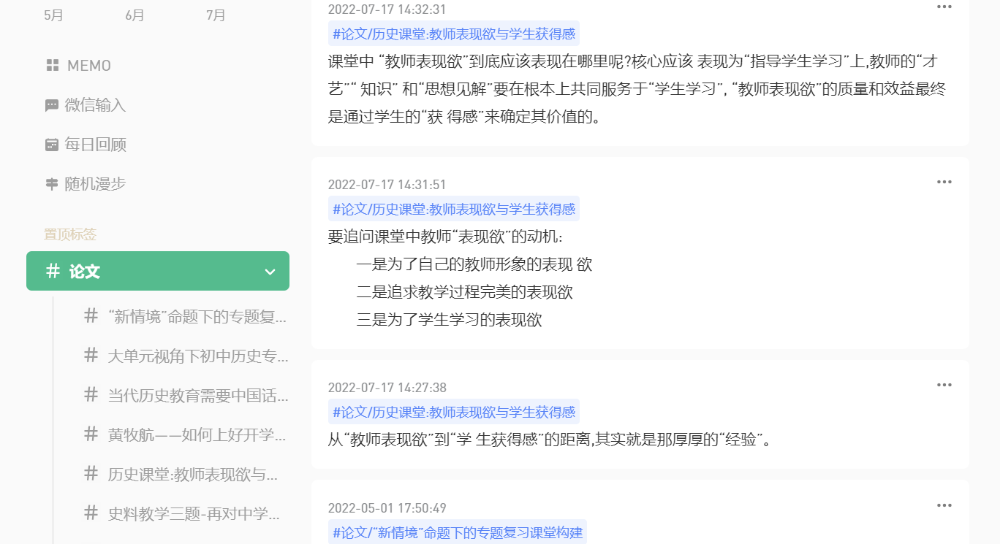 5月 6月 7月
MEMO
微信输入
每日回顾
随机漫步
置顶标签
# 论文
# “新情境”命题下的专题复...
# 大单元视角下初中历史专...
# 当代历史教育需要中国话...
# 黄牧航——如何上好开学...
# 历史课堂:教师表现欲与...
# 史料教学三题-再对中学...
2022-07-17 14:32:31
#论文/历史课堂:教师表现欲与学生获得感
课堂中 “教师表现欲”到底应该表现在哪里呢?核心应该 表现为“指导学生学习”上,教师的“才
艺”“ 知识” 和“思想见解”要在根本上共同服务于“学生学习”, “教师表现欲”的质量和效益最终
是通过学生的“获 得感”来确定其价值的。
2022-07-17 14:31:51
#论文/历史课堂:教师表现欲与学生获得感
要追问课堂中教师“表现欲”的动机:
一是为了自己的教师形象的表现 欲
二是追求教学过程完美的表现欲
三是为了学生学习的表现欲
2022-07-17 14:27:38
#论文/历史课堂:教师表现欲与学生获得感
从“教师表现欲”到“学 生获得感”的距离,其实就是那厚厚的“经验”。
2022-05-01 17:50:49
#论文/“新情境”命题下的专题复习课堂构建